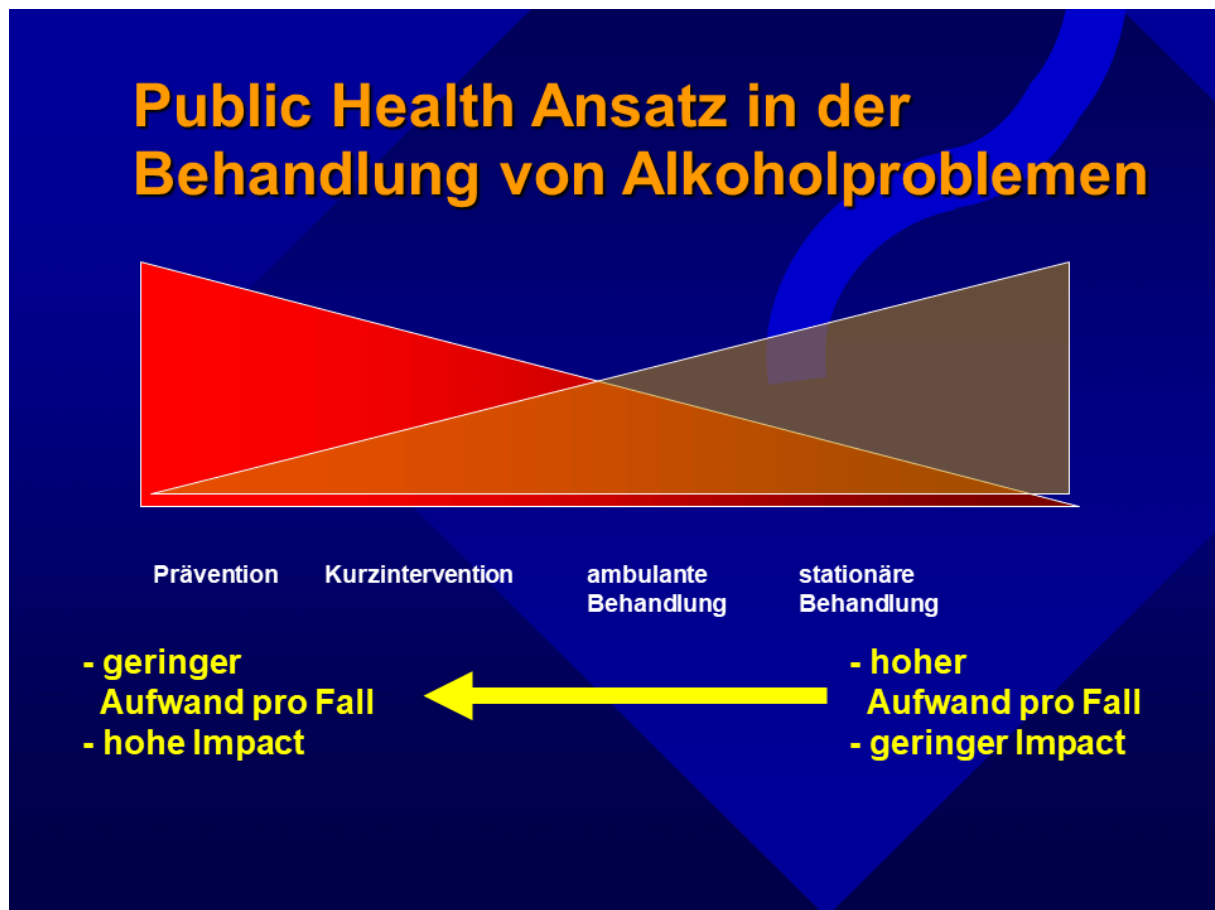 Public Health Ansatz in der
Behandlung von Alkoholproblemen
Prävention
Kurzintervention
ambulante
Behandlung
stationäre
Behandlung
- geringer
Aufwand pro Fall
- hohe Impact
- hoher
Aufwand pro Fall
- geringer Impact